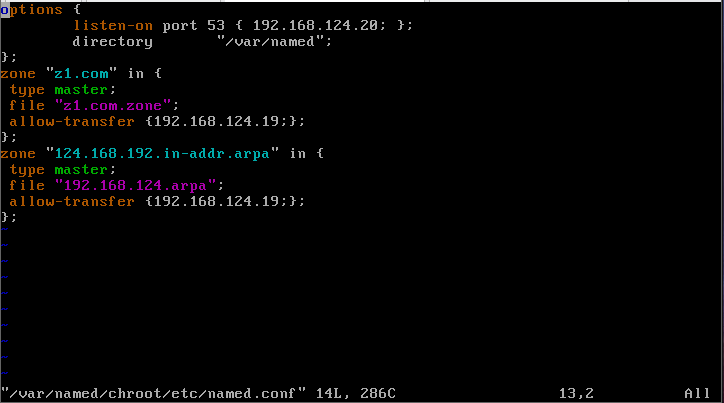 options {
        listen-on port 53 { 192.168.124.20; };
        directory       "/var/named";
};
zone "z1.com" in {
 type master;
 file "z1.com.zone";
 allow-transfer {192.168.124.19;};
};
zone "124.168.192.in-addr.arpa" in {
 type master;
 file "192.168.124.arpa";
 allow-transfer {192.168.124.19;};
};
~
~
~
~
~
~
~
~
~
~
"/var/named/chroot/etc/named.conf" 14L, 286C                  13,2          All